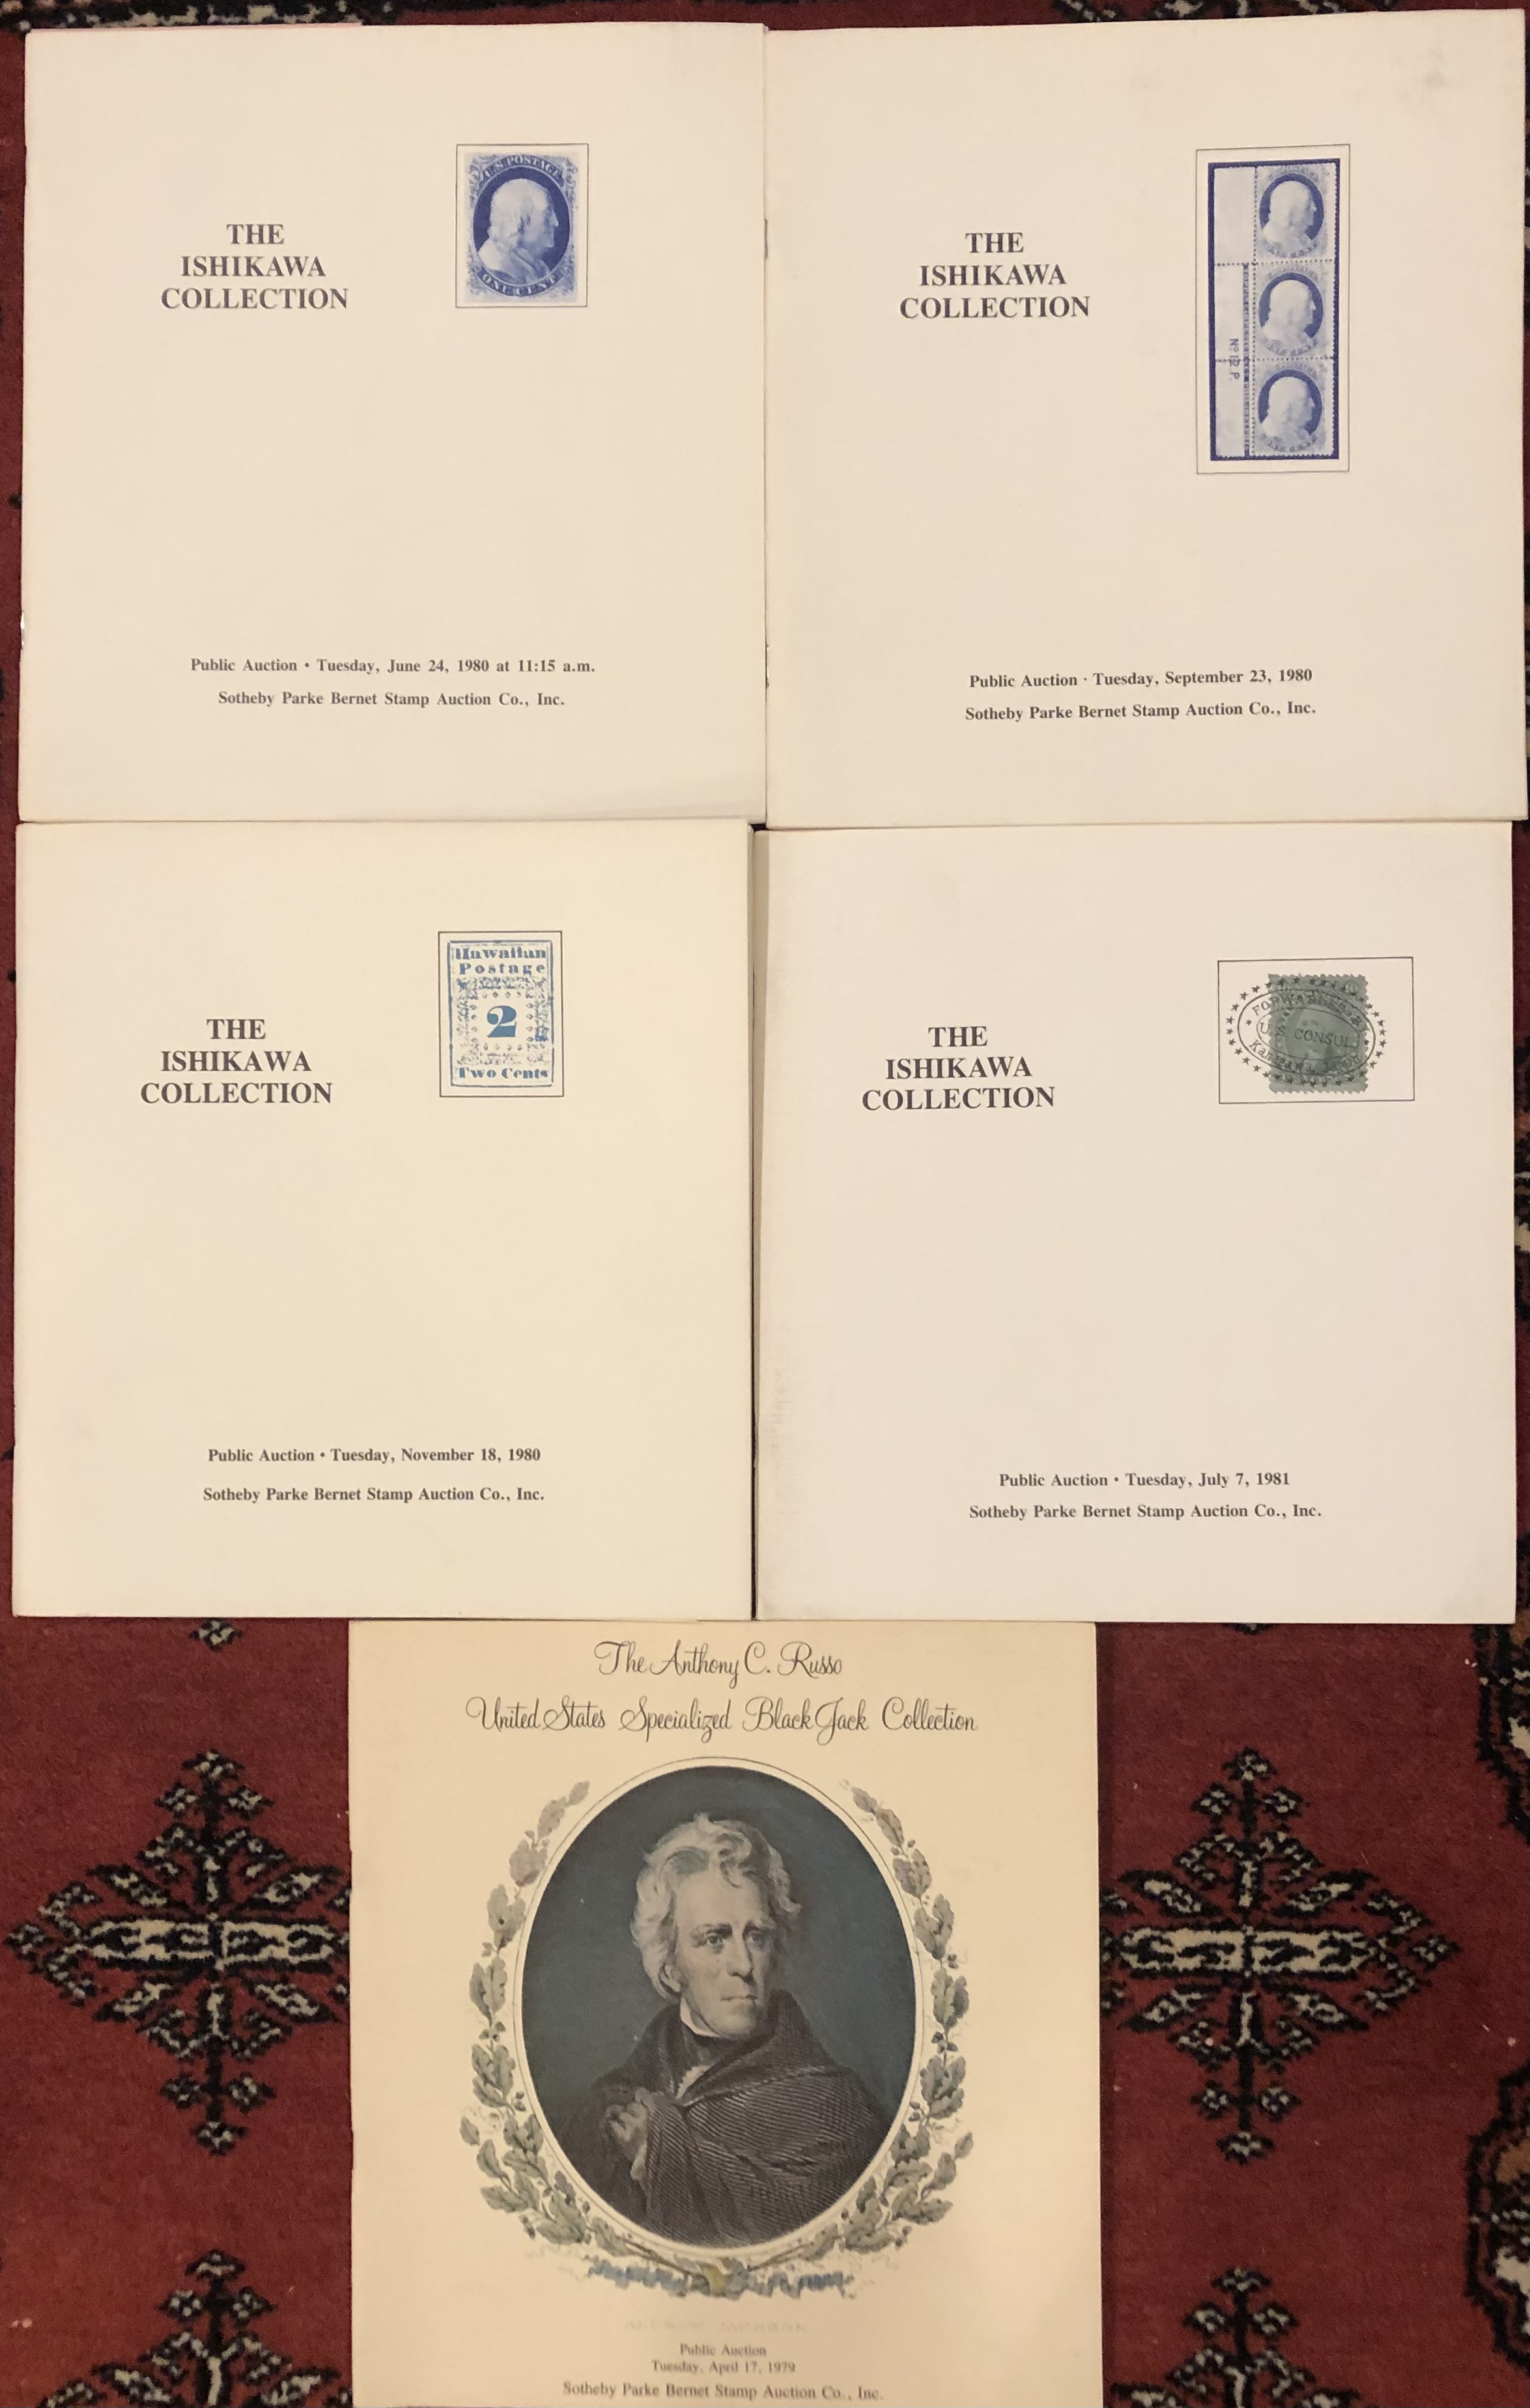 THE
ISHIKAWA
COLLECTION
U.S. POSTAGE
ONE CENT
Public Auction • Tuesday, June 24, 1980 at 11:15 a.m.
Sotheby Parke Bernet Stamp Auction Co., Inc.
THE
ISHIKAWA
COLLECTION
Nº 12 P.
Public Auction · Tuesday, September 23, 1980
Sotheby Parke Bernet Stamp Auction Co., Inc.
THE
ISHIKAWA
COLLECTION
Hawaiian
Postage
2
Two Cents
Public Auction • Tuesday, November 18, 1980
Sotheby Parke Bernet Stamp Auction Co., Inc.
THE
ISHIKAWA
COLLECTION
CONSUL
Public Auction • Tuesday, July 7, 1981
Sotheby Parke Bernet Stamp Auction Co., Inc.
The Anthony C. Russo
United States Specialized Black Jack Collection
ANDREW JACKSON
Public Auction
Tuesday, April 17, 1979
Sotheby Parke Bernet Stamp Auction Co., Inc.